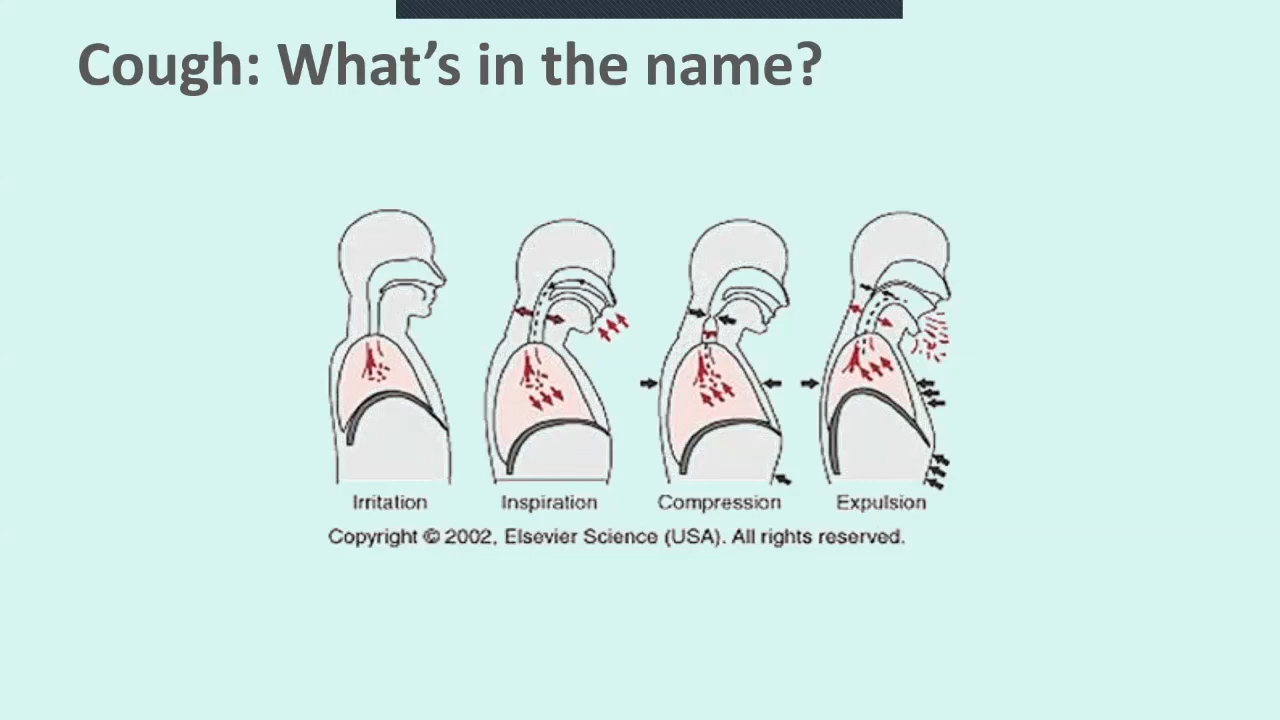 Cough: What's in the name?
Irritation Inspiration Compression Expulsion
Copyright © 2002, Elsevier Science (USA). All rights reserved.